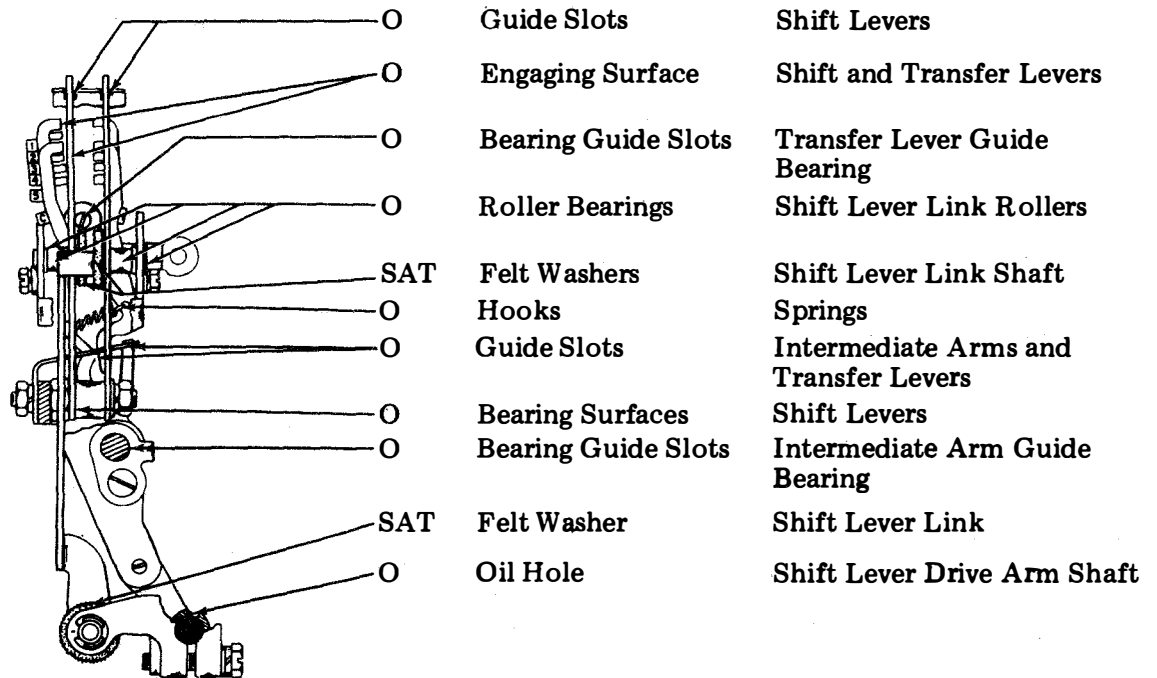 O Guide Slots Shift Levers
O Engaging Surface Shift and Transfer Levers
O Bearing Guide Slots Transfer Lever Guide
Bearing
O Roller Bearings Shift Lever Link Rollers
SAT Felt Washers Shift Lever Link Shaft
O Hooks Springs
O Guide Slots Intermediate Arms and
Transfer Levers
O Bearing Surfaces Shift Levers
O Bearing Guide Slots Intermediate Arm Guide
Bearing
SAT Felt Washer Shift Lever Link
O Oil Hole Shift Lever Drive Arm Shaft